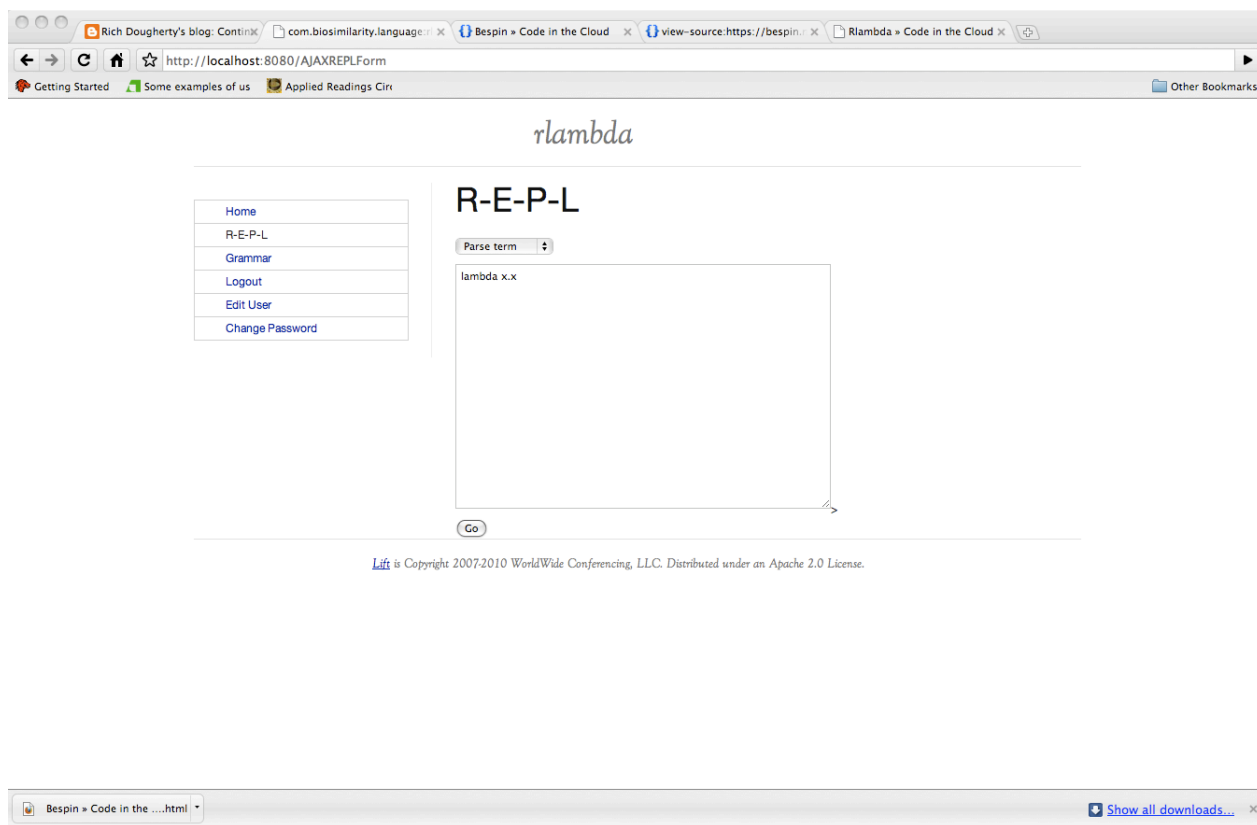 Rich Dougherty's blog: Contin
com.biosimilarity.language:r
{} Bespin » Code in the Cloud
{} view-source:https://bespin.
Rlambda » Code in the Cloud
http://localhost:8080/AJAXREPLForm
Getting Started
Some examples of us
Applied Readings Circ
Other Bookmarks
rlambda
Home
R-E-P-L
Grammar
Logout
Edit User
Change Password
R-E-P-L
Parse term
lambda x.x
>
Go
Lift is Copyright 2007-2010 WorldWide Conferencing, LLC. Distributed under an Apache 2.0 License.
Bespin » Code in the ....html
Show all downloads...